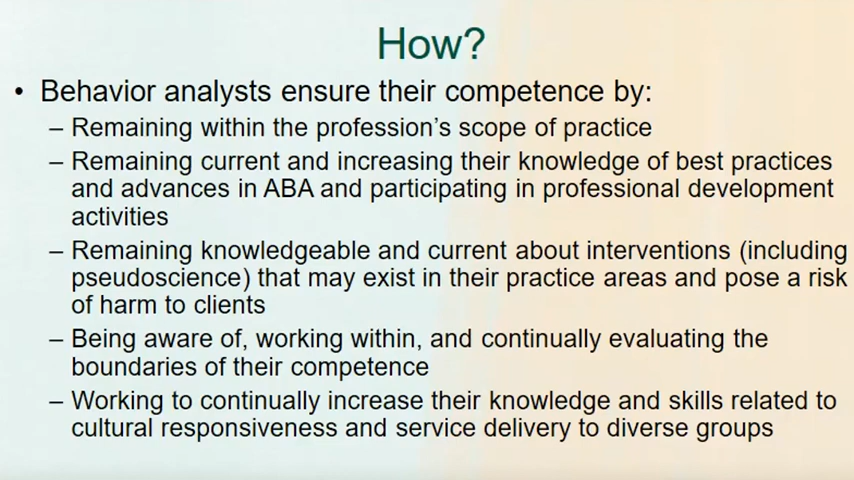 How?
• Behavior analysts ensure their competence by:
– Remaining within the profession's scope of practice
– Remaining current and increasing their knowledge of best practices
and advances in ABA and participating in professional development
activities
– Remaining knowledgeable and current about interventions (including
pseudoscience) that may exist in their practice areas and pose a risk
of harm to clients
– Being aware of, working within, and continually evaluating the
boundaries of their competence
– Working to continually increase their knowledge and skills related to
cultural responsiveness and service delivery to diverse groups